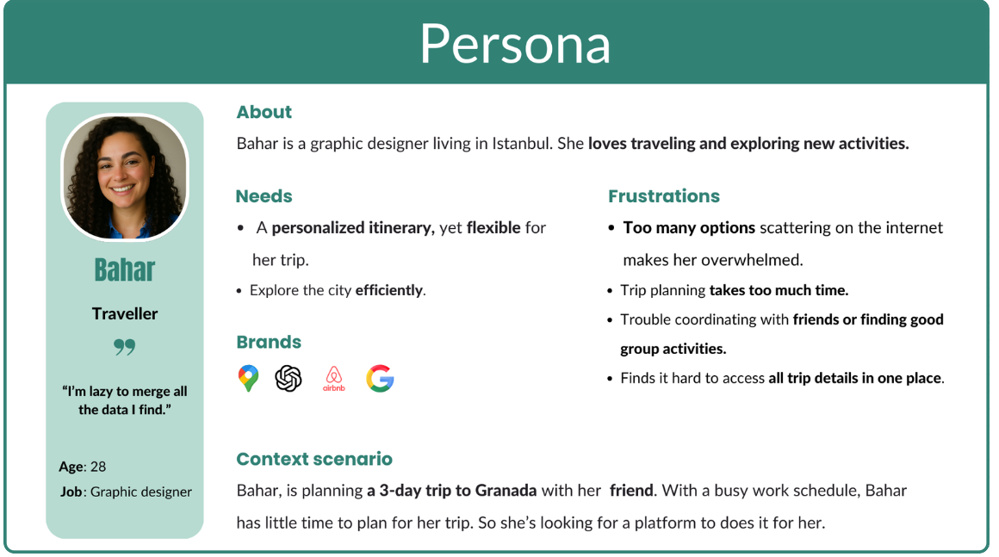 Persona
Bahar
Traveller
”
“I’m lazy to merge all
the data I find.”
Age: 28
Job: Graphic designer
About
Bahar is a graphic designer living in Istanbul. She loves traveling and exploring new activities.
Needs
• A personalized itinerary, yet flexible for
her trip.
• Explore the city efficiently.
Brands
airbnb
Frustrations
• Too many options scattering on the internet
makes her overwhelmed.
• Trip planning takes too much time.
• Trouble coordinating with friends or finding good
group activities.
• Finds it hard to access all trip details in one place.
Context scenario
Bahar, is planning a 3-day trip to Granada with her friend. With a busy work schedule, Bahar
has little time to plan for her trip. So she’s looking for a platform to does it for her.